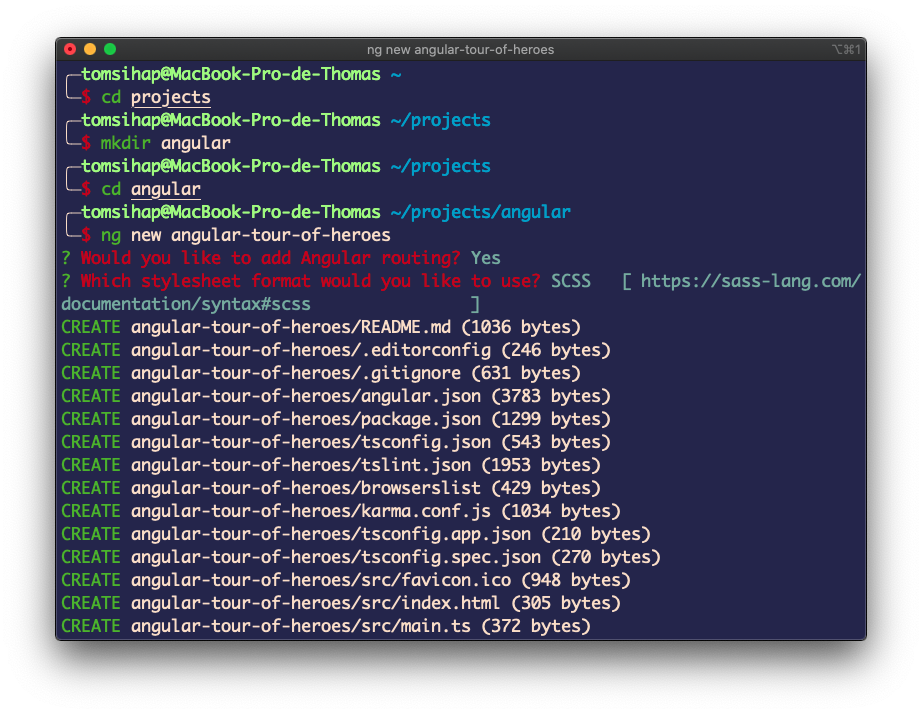 ng new angular-tour-of-heroes ⌥⌘1
tomsihap@MacBook-Pro-de-Thomas ~
$ cd projects
tomsihap@MacBook-Pro-de-Thomas ~/projects
$ mkdir angular
tomsihap@MacBook-Pro-de-Thomas ~/projects
$ cd angular
tomsihap@MacBook-Pro-de-Thomas ~/projects/angular
$ ng new angular-tour-of-heroes
? Would you like to add Angular routing? Yes
? Which stylesheet format would you like to use? SCSS   [ https://sass-lang.com/
documentation/syntax#scss                ]
CREATE angular-tour-of-heroes/README.md (1036 bytes)
CREATE angular-tour-of-heroes/.editorconfig (246 bytes)
CREATE angular-tour-of-heroes/.gitignore (631 bytes)
CREATE angular-tour-of-heroes/angular.json (3783 bytes)
CREATE angular-tour-of-heroes/package.json (1299 bytes)
CREATE angular-tour-of-heroes/tsconfig.json (543 bytes)
CREATE angular-tour-of-heroes/tslint.json (1953 bytes)
CREATE angular-tour-of-heroes/browserslist (429 bytes)
CREATE angular-tour-of-heroes/karma.conf.js (1034 bytes)
CREATE angular-tour-of-heroes/tsconfig.app.json (210 bytes)
CREATE angular-tour-of-heroes/tsconfig.spec.json (270 bytes)
CREATE angular-tour-of-heroes/src/favicon.ico (948 bytes)
CREATE angular-tour-of-heroes/src/index.html (305 bytes)
CREATE angular-tour-of-heroes/src/main.ts (372 bytes)